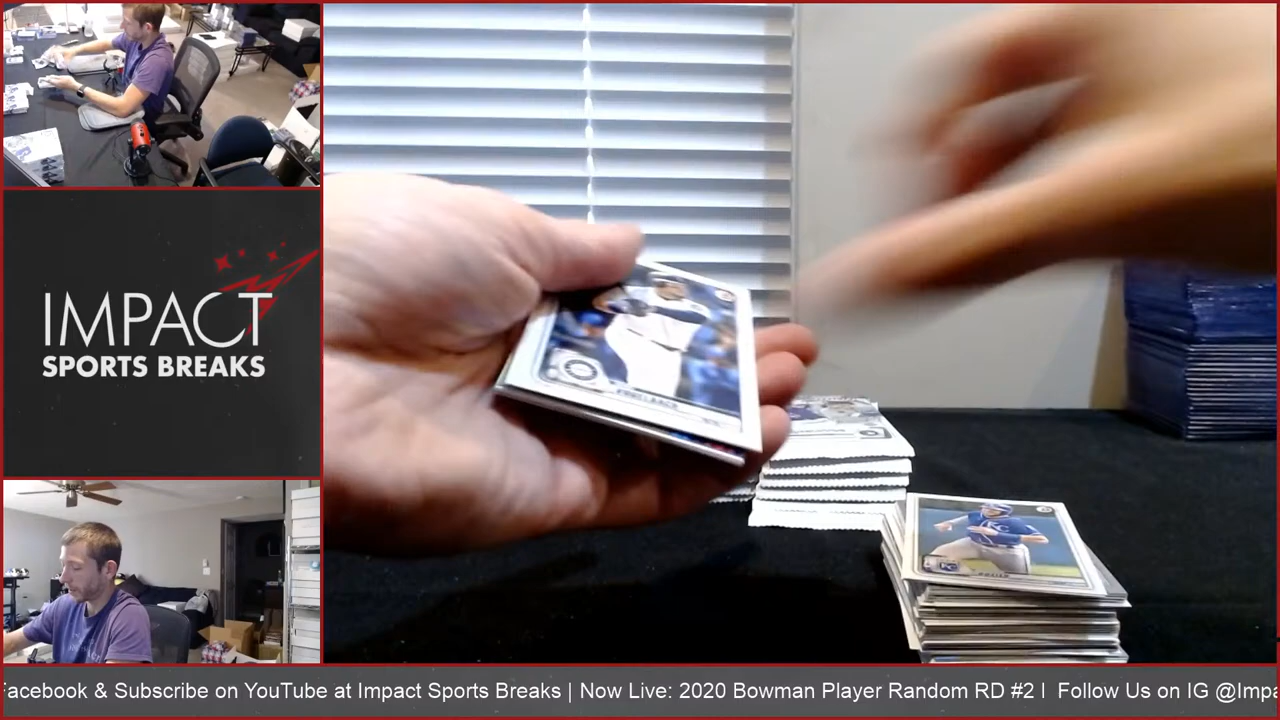 IMPACT
SPORTS BREAKS
Facebook & Subscribe on YouTube at Impact Sports Breaks | Now Live: 2020 Bowman Player Random RD #2 | Follow Us on IG @Impa